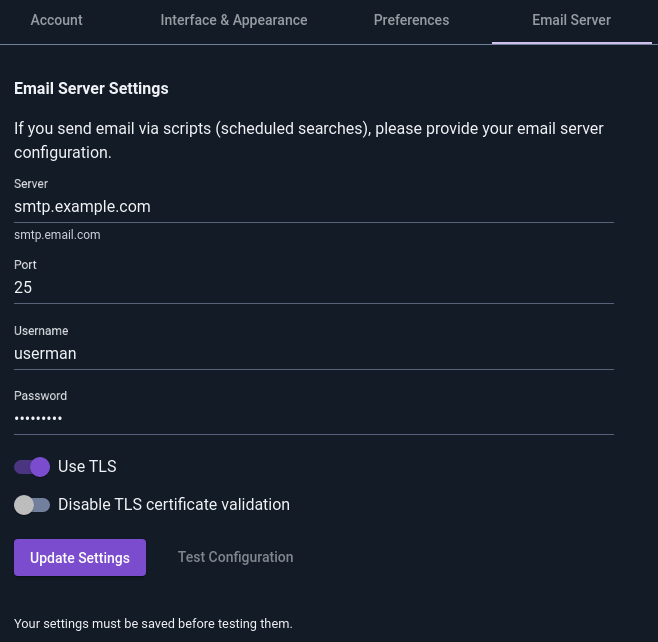 Account Interface & Appearance Preferences Email Server
Email Server Settings
If you send email via scripts (scheduled searches), please provide your email server
configuration.
Server
smtp.example.com
smtp.email.com
Port
25
Username
userman
Password
•••••••••
Use TLS
Disable TLS certificate validation
Update Settings Test Configuration
Your settings must be saved before testing them.